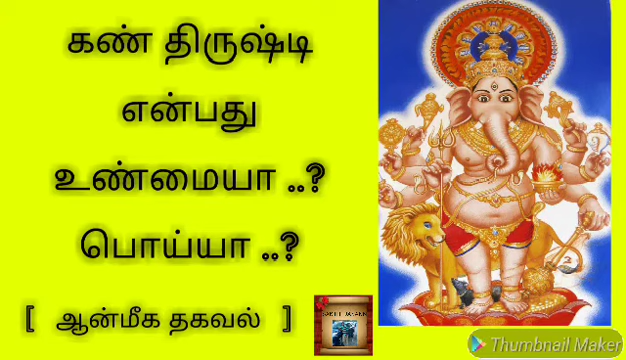 கண் திருஷ்டி
என்பது
உண்மையா ..?
பொய்யா ..?
[ ஆன்மீக தகவல் ]
Thumbnail Maker